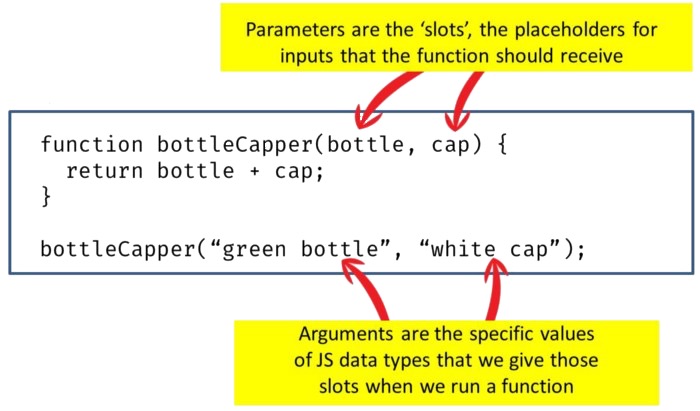 Parameters are the ‘slots’, the placeholders for
inputs that the function should receive
function bottleCapper(bottle, cap) {
return bottle + cap;
}
bottleCapper(“green bottle”, “white cap”);
Arguments are the specific values
of JS data types that we give those
slots when we run a function